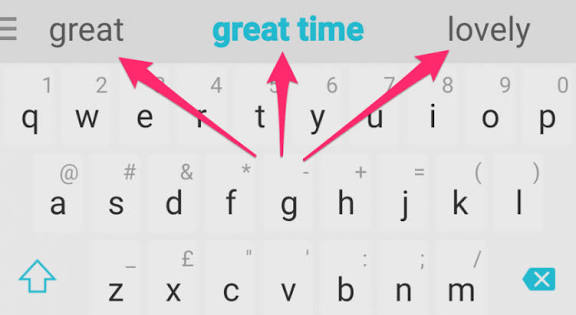 great great time lovely
1 2 3 4 5 6 7 8 9 0
q w e r t y u i o p
@ # & * - + = ( )
a s d f g h j k l
_ £ " ' : ; /
z x c v b n m